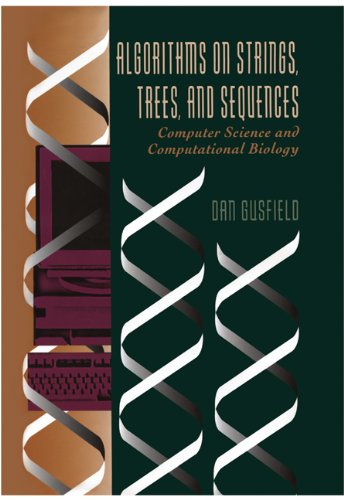 ALGORITHMS ON STRINGS,
TREES, AND SEQUENCES
Computer Science and
Computational Biology
DAN GUSFIELD